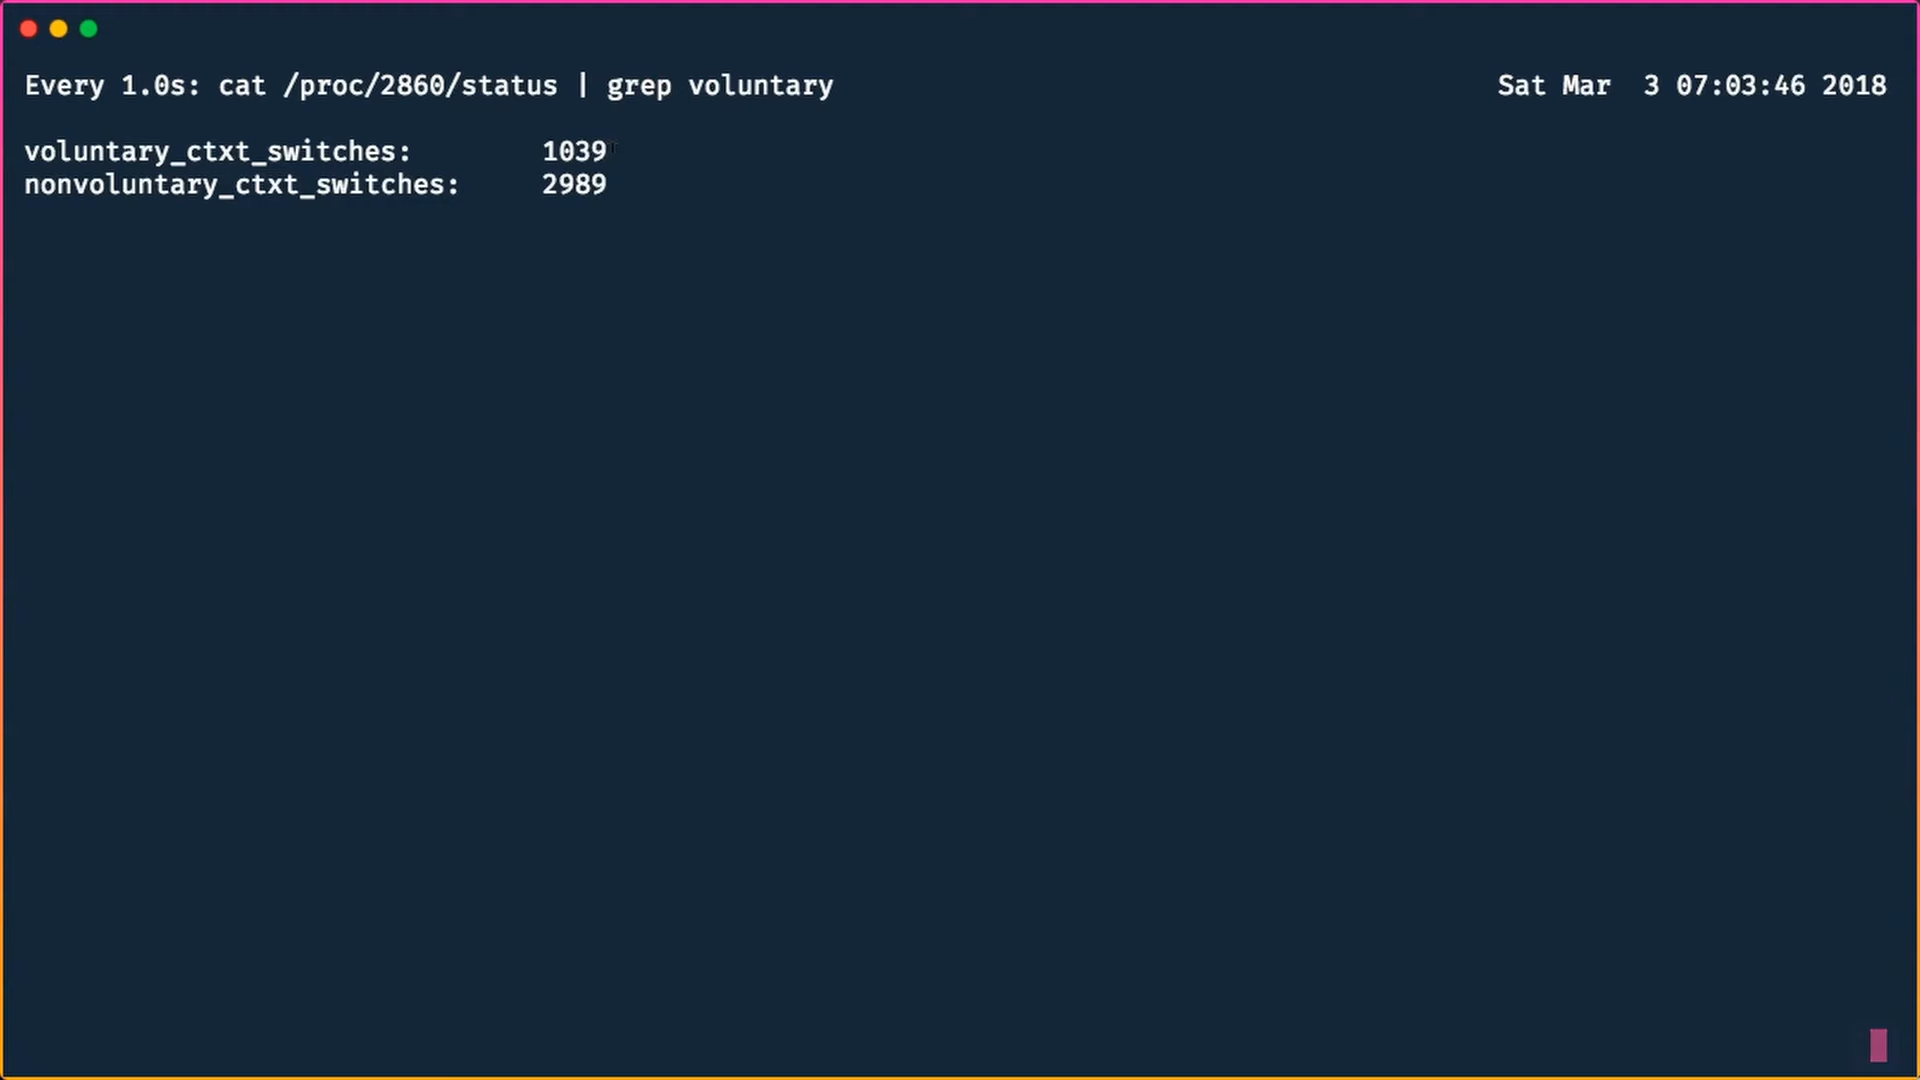 Every 1.0s: cat /proc/2860/status | grep voluntary Sat Mar  3 07:03:46 2018
voluntary_ctxt_switches: 1039
nonvoluntary_ctxt_switches: 2989